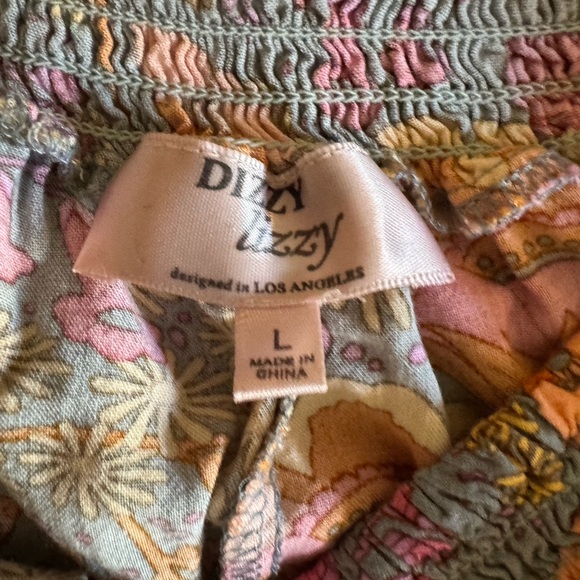 DIZZY
lizzy
designed in LOS ANGELES
L
MADE IN
CHINA